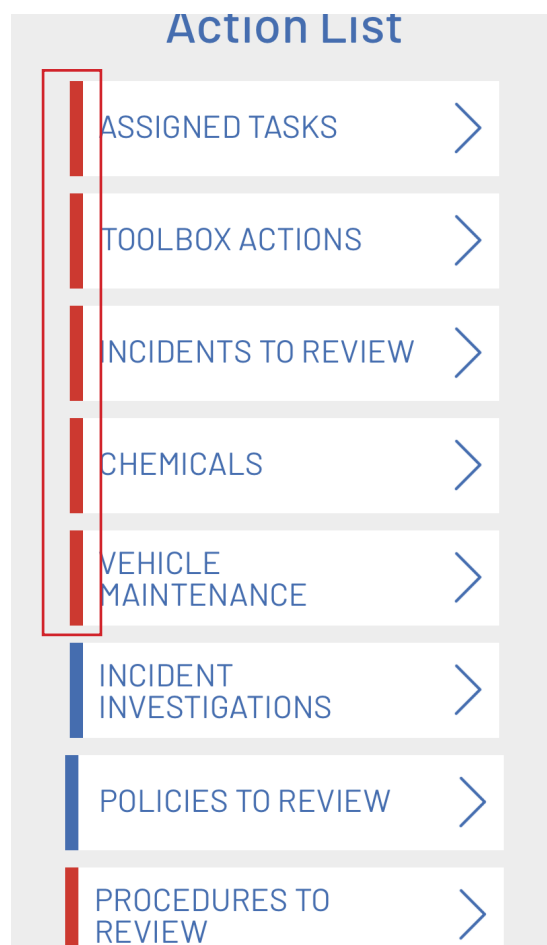 Action List
ASSIGNED TASKS
TOOLBOX ACTIONS
INCIDENTS TO REVIEW
CHEMICALS
VEHICLE
MAINTENANCE
INCIDENT
INVESTIGATIONS
POLICIES TO REVIEW
PROCEDURES TO
REVIEW